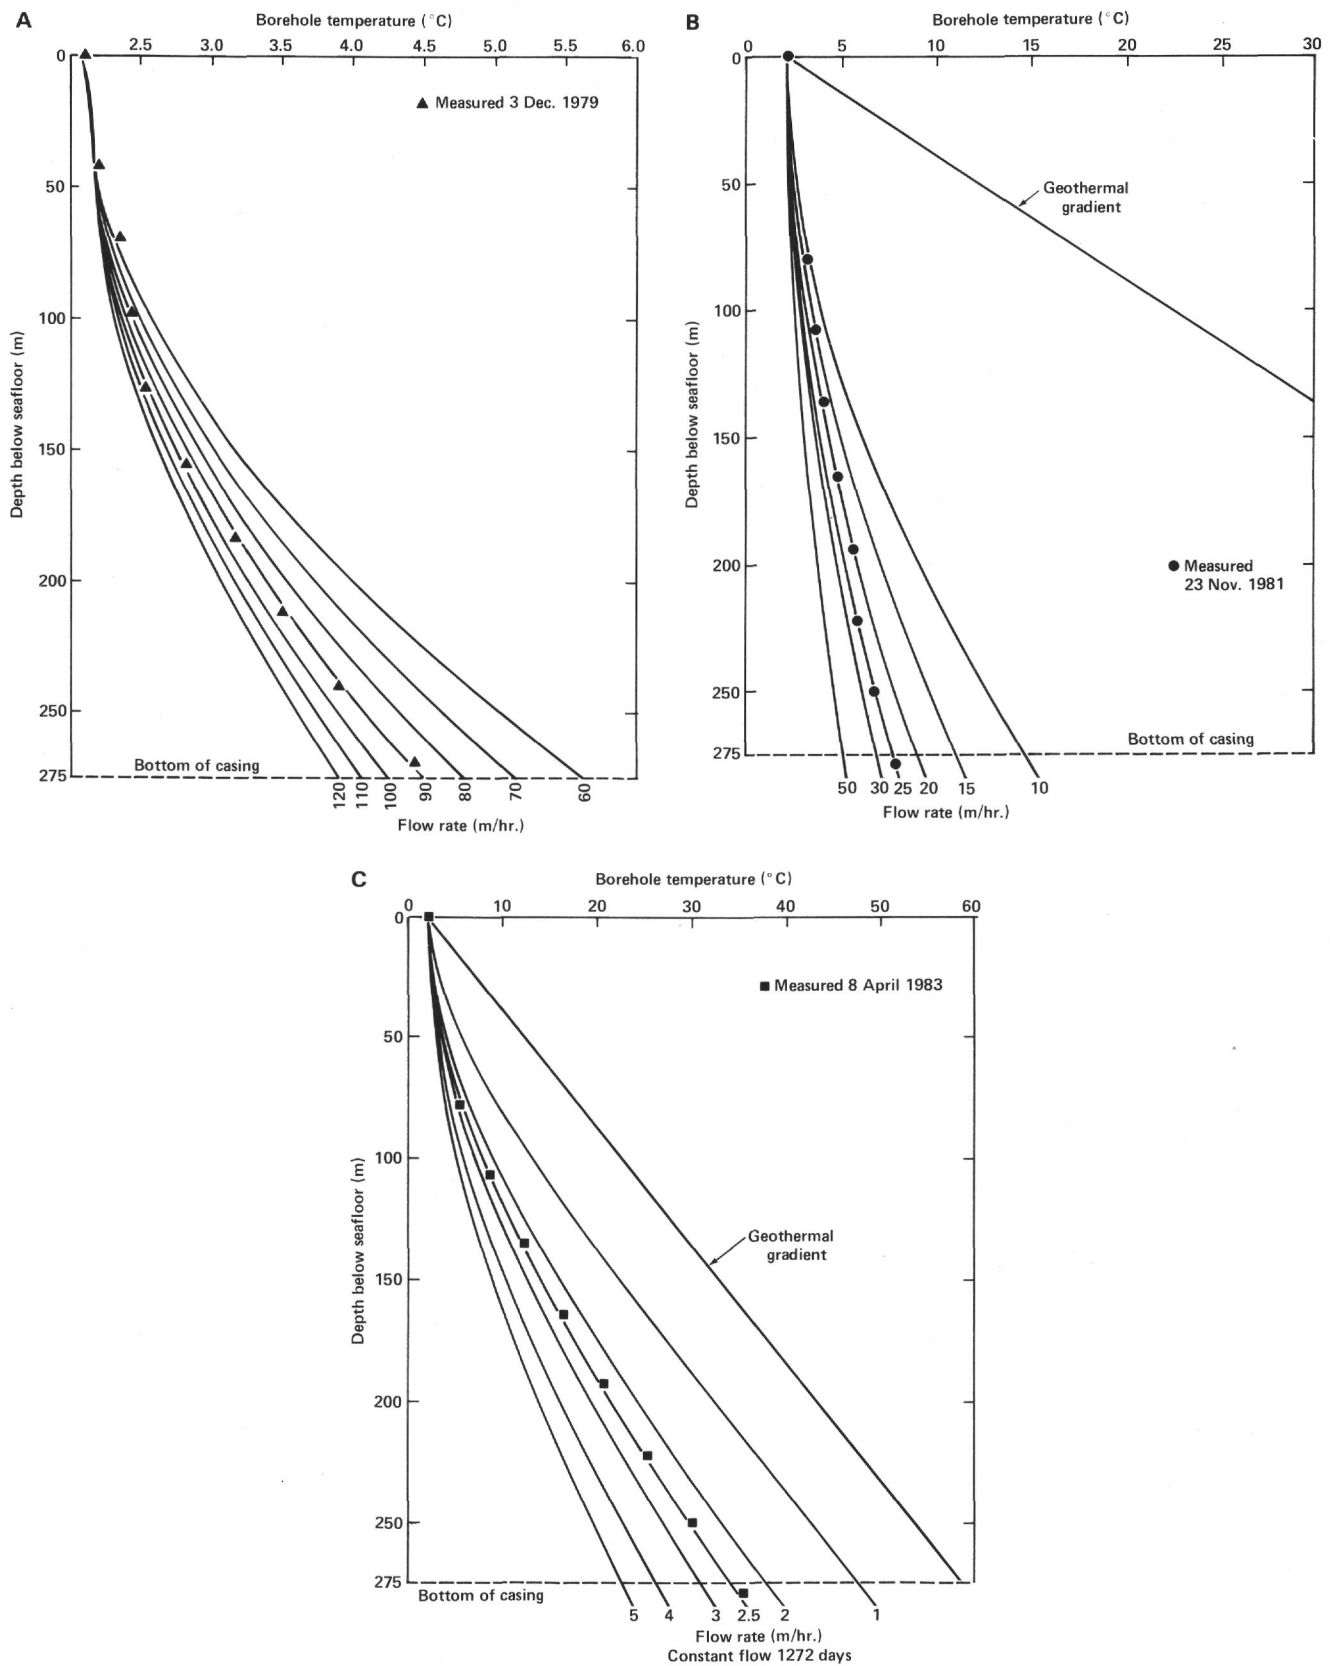 A
Borehole temperature (°C)
2.5 3.0 3.5 4.0 4.5 5.0 5.5 6.0
0
▲ Measured 3 Dec. 1979
50
100
Depth below seafloor (m)
150
200
250
Bottom of casing
275
120 110 100 90 80 70 60
Flow rate (m/hr.)
B
Borehole temperature (°C)
0 5 10 15 20 25 30
0
Geothermal
gradient
50
100
Depth below seafloor (m)
150
200
● Measured
23 Nov. 1981
250
Bottom of casing
275
50 30 25 20 15 10
Flow rate (m/hr.)
C
Borehole temperature (°C)
0 10 20 30 40 50 60
0
■ Measured 8 April 1983
50
100
Depth below seafloor (m)
Geothermal
gradient
150
200
250
275
Bottom of casing
5 4 3 2.5 2 1
Flow rate (m/hr.)
Constant flow 1272 days